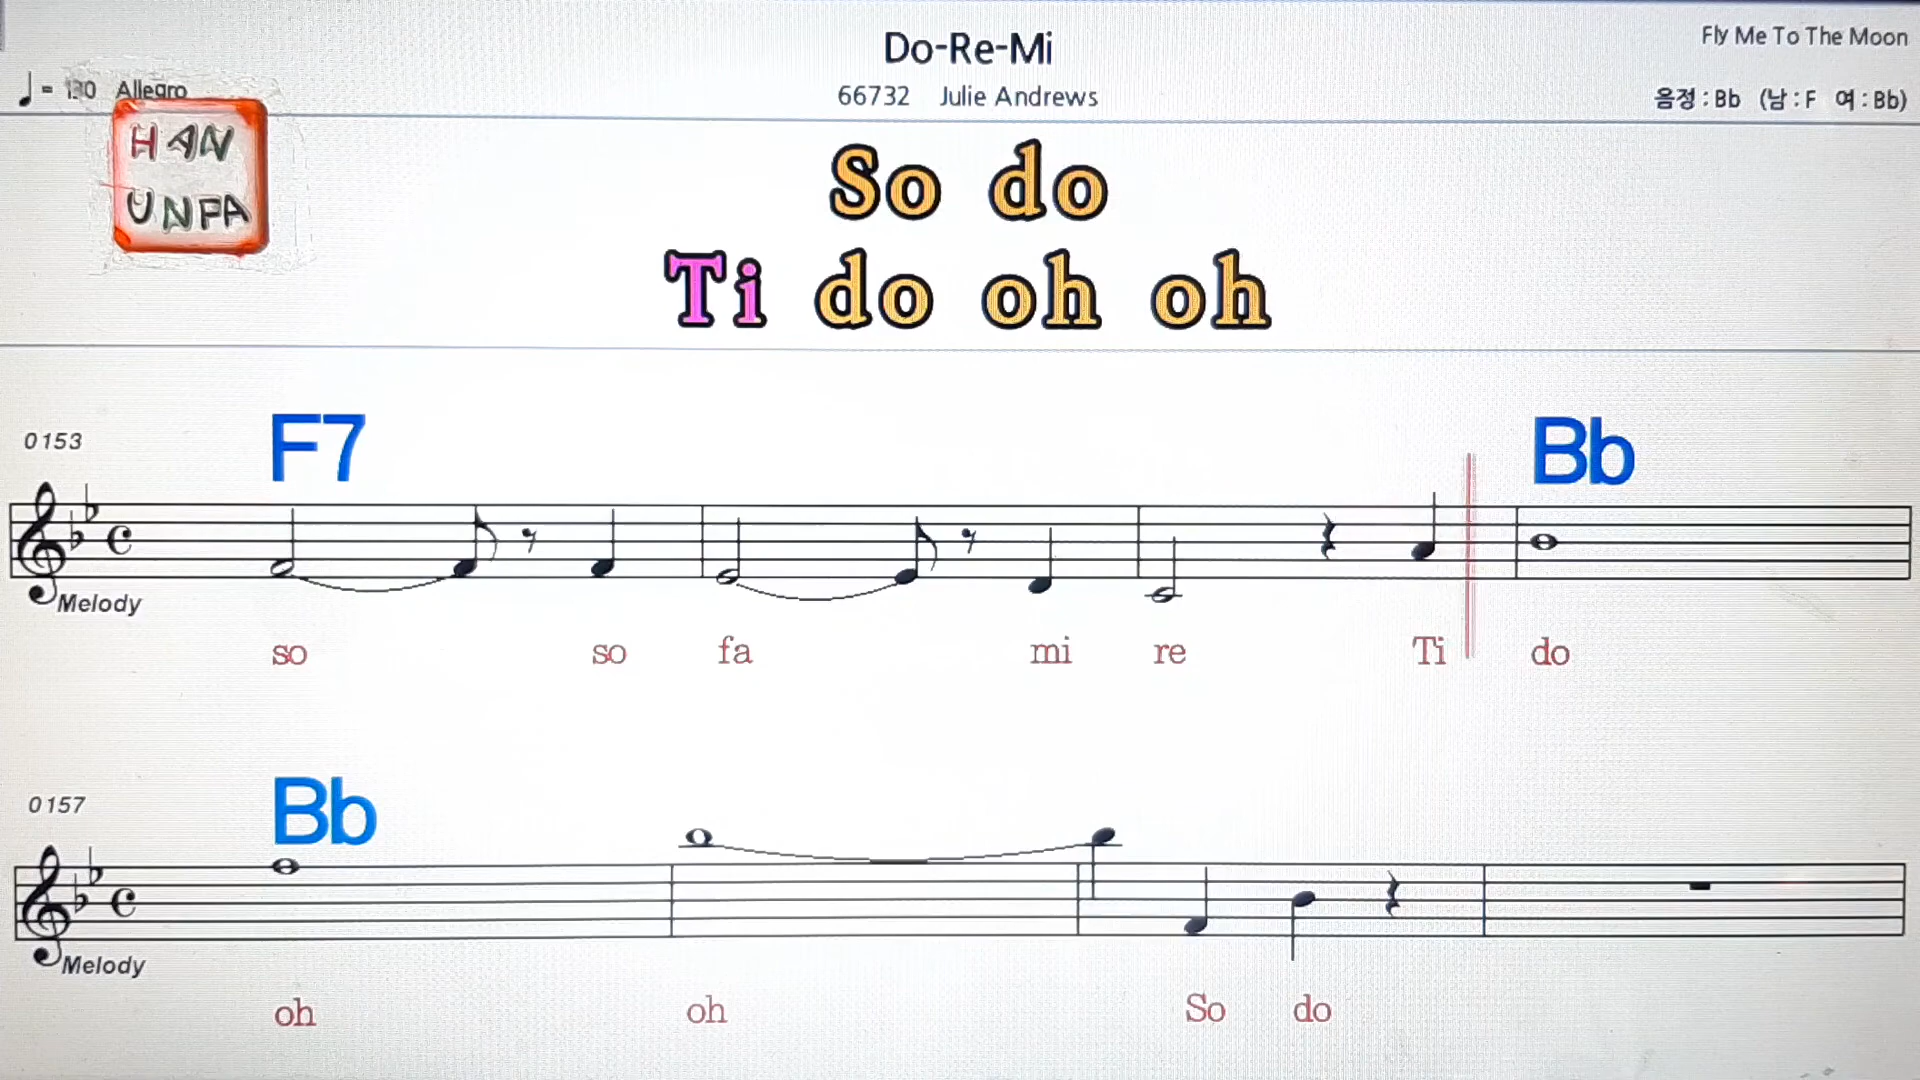 Do-Re-Mi
Fly Me To The Moon
♩ = 130 Allegro
66732 Julie Andrews
음정 : Bb (남 : F 여 : Bb)
HAN
UNPA
So do
Ti do oh oh
0153
F7 Bb
Melody
so so fa mi re Ti do
0157
Bb
Melody
oh oh So do